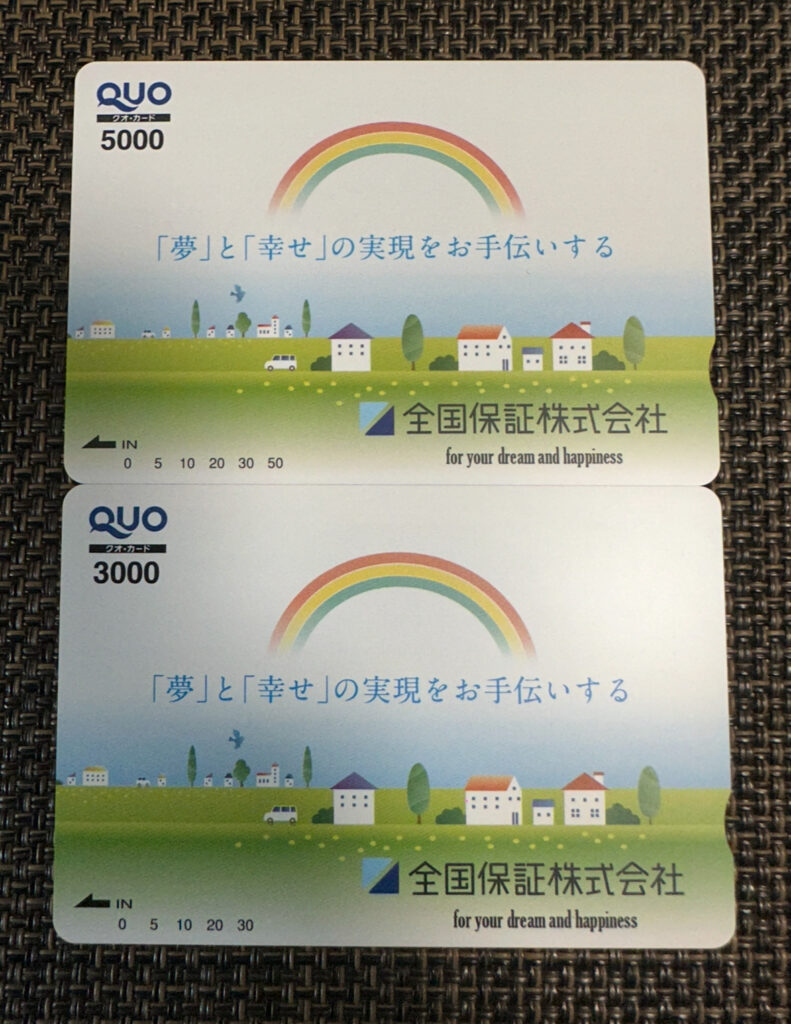 QUO
クオ・カード
5000
「夢」と「幸せ」の実現をお手伝いする
全国保証株式会社
for your dream and happiness
IN
0 5 10 20 30 50
QUO
クオ・カード
3000
「夢」と「幸せ」の実現をお手伝いする
全国保証株式会社
for your dream and happiness
IN
0 5 10 20 30